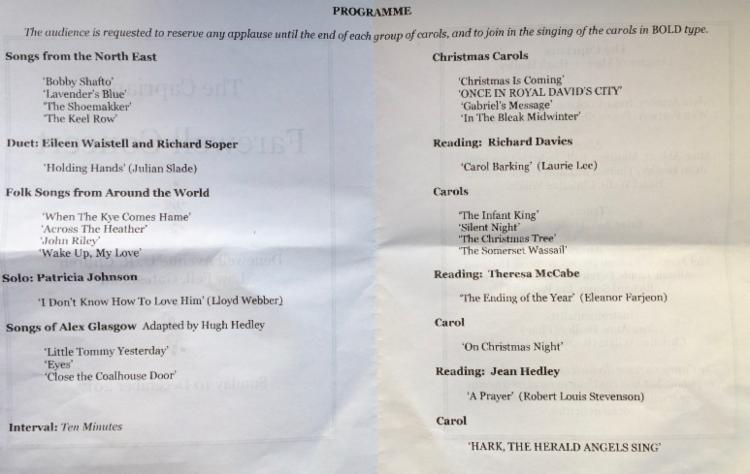 PROGRAMME
The audience is requested to reserve any applause until the end of each group of carols, and to join in the singing of the carols in BOLD type.
Songs from the North East
'Bobby Shafto'
'Lavender's Blue'
'The Shoemakker'
'The Keel Row'
Duet: Eileen Waistell and Richard Soper
'Holding Hands' (Julian Slade)
Folk Songs from Around the World
'When The Kye Comes Hame'
'Across The Heather'
'John Riley'
'Wake Up, My Love'
Solo: Patricia Johnson
'I Don't Know How To Love Him' (Lloyd Webber)
Songs of Alex Glasgow Adapted by Hugh Hedley
'Little Tommy Yesterday'
'Eyes'
'Close the Coalhouse Door'
Interval: Ten Minutes
Christmas Carols
'Christmas Is Coming'
'ONCE IN ROYAL DAVID'S CITY'
'Gabriel's Message'
'In The Bleak Midwinter'
Reading: Richard Davies
'Carol Barking' (Laurie Lee)
Carols
'The Infant King'
'Silent Night'
'The Christmas Tree'
'The Somerset Wassail'
Reading: Theresa McCabe
'The Ending of the Year' (Eleanor Farjeon)
Carol
'On Christmas Night'
Reading: Jean Hedley
'A Prayer' (Robert Louis Stevenson)
Carol
'HARK, THE HERALD ANGELS SING'